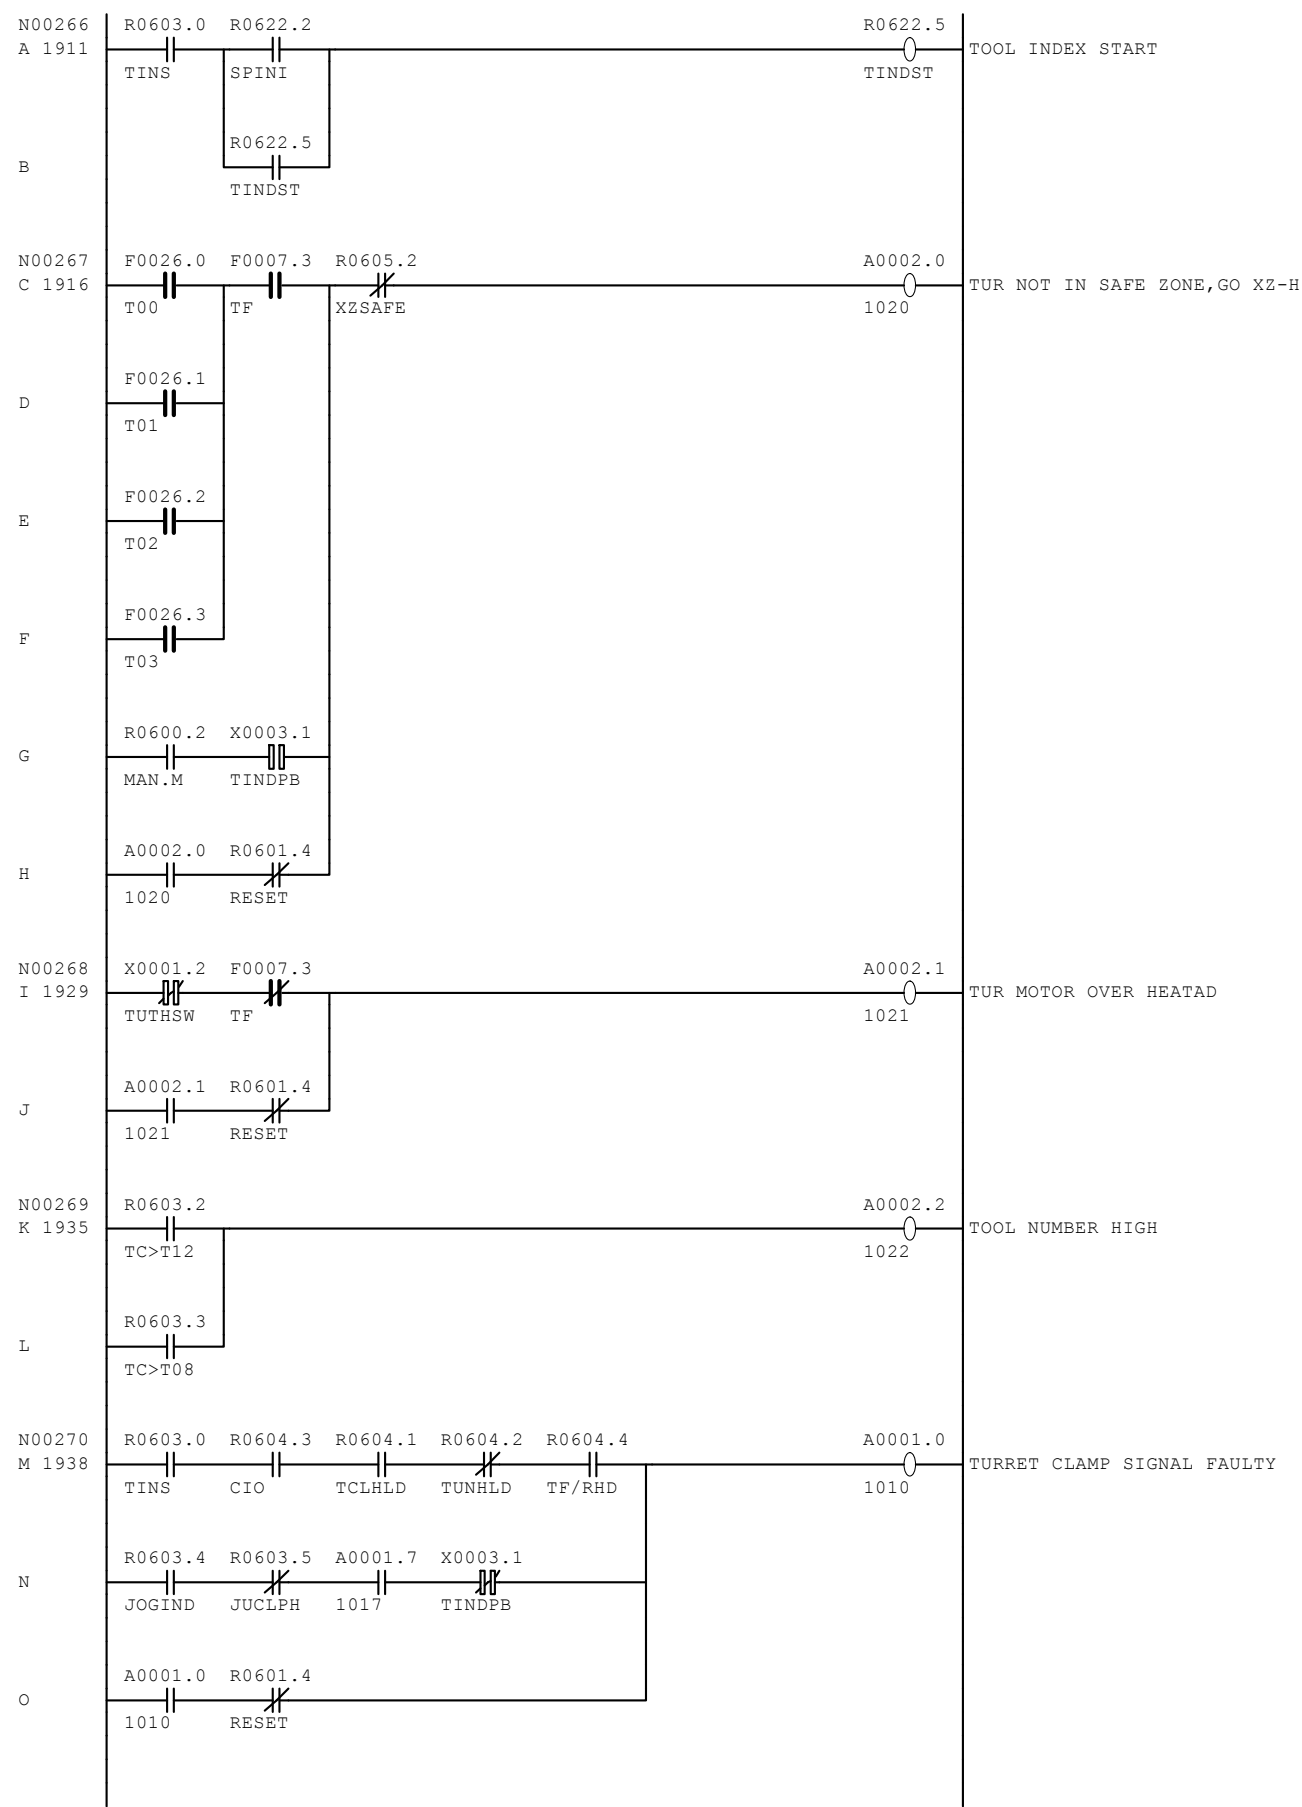 N00266 R0603.0 R0622.2 R0622.5
A 1911 TOOL INDEX START
TINS SPINI TINDST
R0622.5
B
TINDST
N00267 F0026.0 F0007.3 R0605.2 A0002.0
C 1916 TUR NOT IN SAFE ZONE,GO XZ-H
T00 TF XZSAFE 1020
F0026.1
D
T01
F0026.2
E
T02
F0026.3
F
T03
R0600.2 X0003.1
G
MAN.M TINDPB
A0002.0 R0601.4
H
1020 RESET
N00268 X0001.2 F0007.3 A0002.1
I 1929 TUR MOTOR OVER HEATAD
TUTHSW TF 1021
A0002.1 R0601.4
J
1021 RESET
N00269 R0603.2 A0002.2
K 1935 TOOL NUMBER HIGH
TC>T12 1022
R0603.3
L
TC>T08
N00270 R0603.0 R0604.3 R0604.1 R0604.2 R0604.4 A0001.0
M 1938 TURRET CLAMP SIGNAL FAULTY
TINS CIO TCLHLD TUNHLD TF/RHD 1010
R0603.4 R0603.5 A0001.7 X0003.1
N
JOGIND JUCLPH 1017 TINDPB
A0001.0 R0601.4
O
1010 RESET